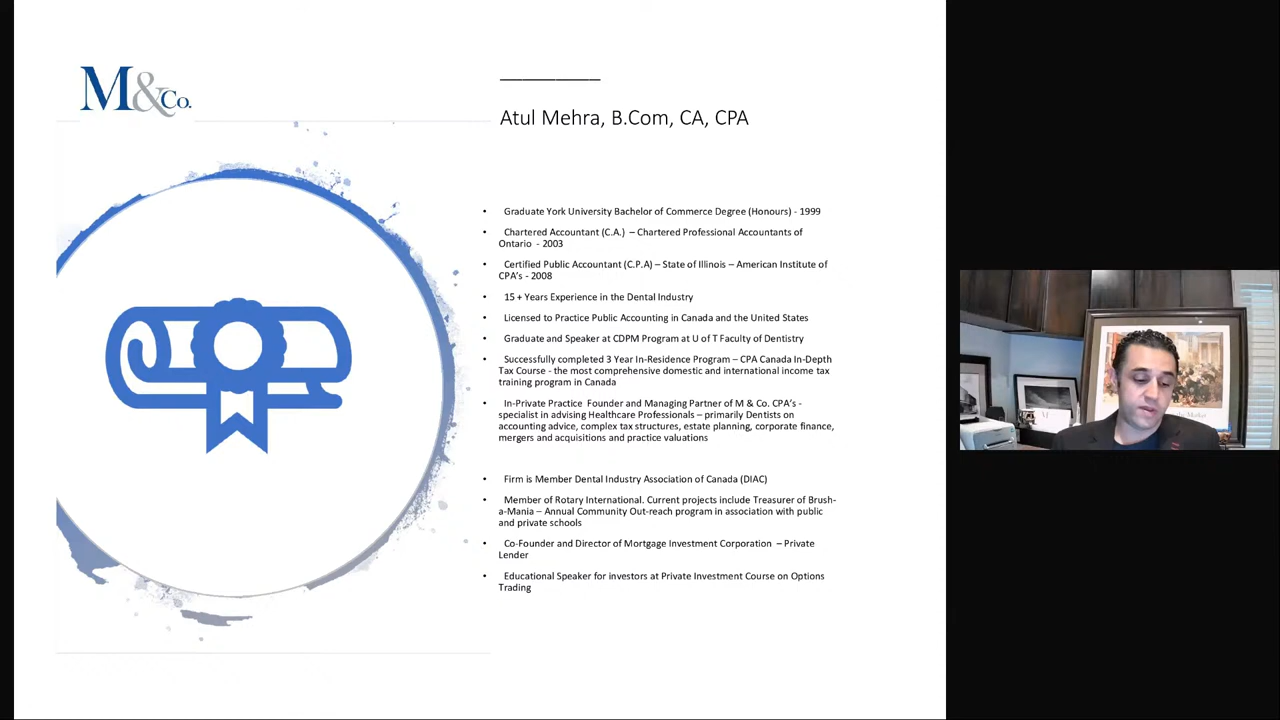 M&Co.
Atul Mehra, B.Com, CA, CPA
• Graduate York University Bachelor of Commerce Degree (Honours) - 1999
• Chartered Accountant (C.A.) – Chartered Professional Accountants of
Ontario - 2003
• Certified Public Accountant (C.P.A) – State of Illinois – American Institute of
CPA's - 2008
• 15 + Years Experience in the Dental Industry
• Licensed to Practice Public Accounting in Canada and the United States
• Graduate and Speaker at CDPM Program at U of T Faculty of Dentistry
• Successfully completed 3 Year In-Residence Program – CPA Canada In-Depth
Tax Course - the most comprehensive domestic and international income tax
training program in Canada
• In-Private Practice Founder and Managing Partner of M & Co. CPA's -
specialist in advising Healthcare Professionals – primarily Dentists on
accounting advice, complex tax structures, estate planning, corporate finance,
mergers and acquisitions and practice valuations
• Firm is Member Dental Industry Association of Canada (DIAC)
• Member of Rotary International. Current projects include Treasurer of Brush-
a-Mania – Annual Community Out-reach program in association with public
and private schools
• Co-Founder and Director of Mortgage Investment Corporation – Private
Lender
• Educational Speaker for investors at Private Investment Course on Options
Trading